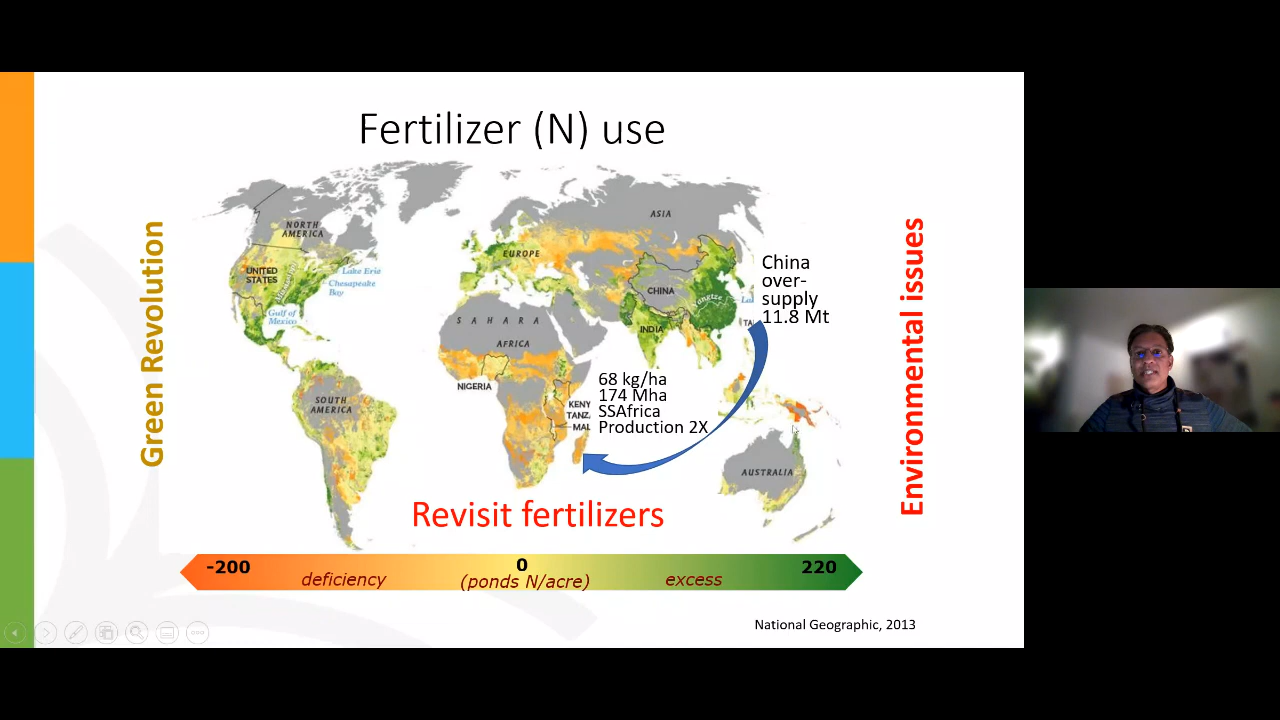 Fertilizer (N) use
Green Revolution
Environmental issues
NORTH
AMERICA
UNITED
STATES
Lake Erie
Chesapeake
Bay
Gulf of
Mexico
SOUTH
AMERICA
EUROPE
ASIA
CHINA
Yangtze
INDIA
SAHARA
AFRICA
NIGERIA
KENY
TANZ
MAL
AUSTRALIA
China
over-
supply
11.8 Mt
68 kg/ha
174 Mha
SSAfrica
Production 2X
Revisit fertilizers
-200
0
220
deficiency
(ponds N/acre)
excess
National Geographic, 2013